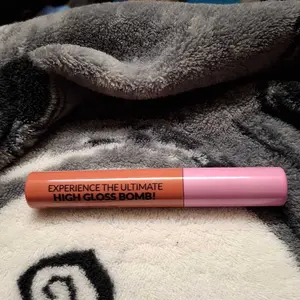 EXPERIENCE THE ULTIMATE
HIGH GLOSS BOMB!